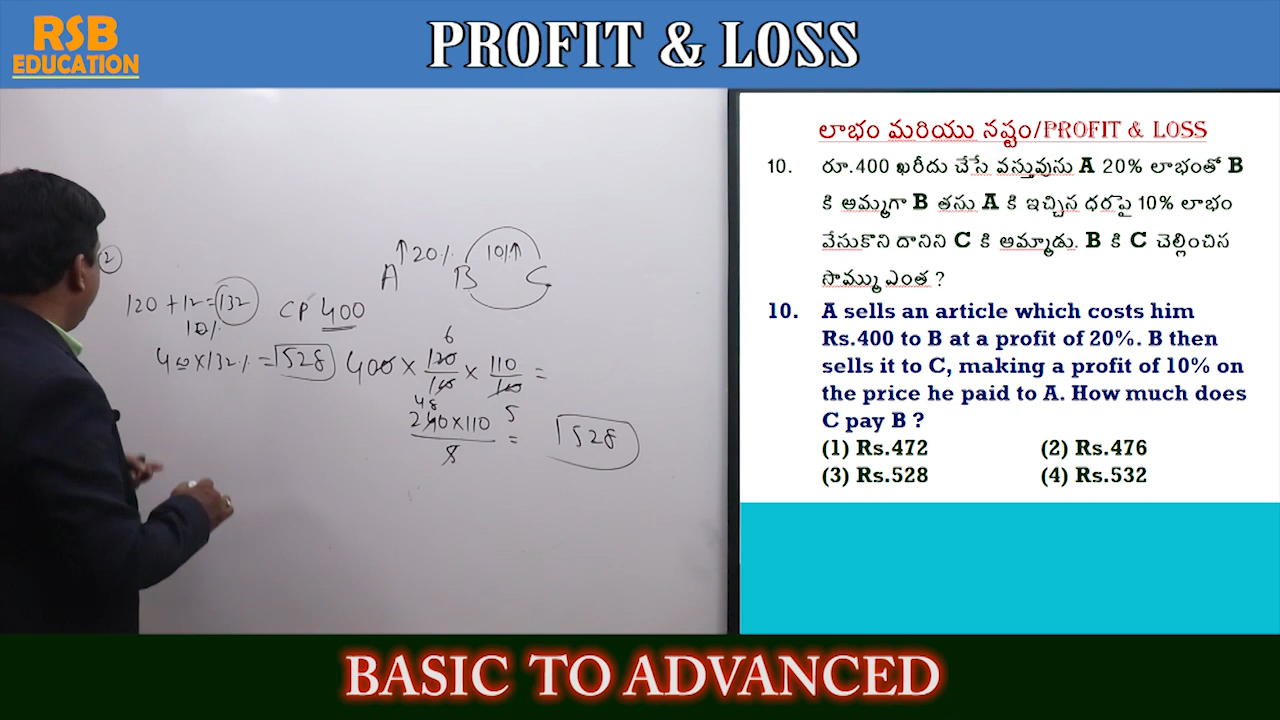 RSB
EDUCATION
PROFIT & LOSS
లాభం మరియు నష్టం/PROFIT & LOSS
10. రూ.400 ఖరీదు చేసే వస్తువును A 20% లాభంతో B
కి అమ్మగా B తను A కి ఇచ్చిన ధరపై 10% లాభం
వేసుకొని దానిని C కి అమ్మాడు. B కి C చెల్లించిన
సొమ్ము ఎంత ?
10. A sells an article which costs him
Rs.400 to B at a profit of 20%. B then
sells it to C, making a profit of 10% on
the price he paid to A. How much does
C pay B ?
(1) Rs.472 (2) Rs.476
(3) Rs.528 (4) Rs.532
2
A ↑20% B 10%↑ C
120 + 12 = 132
10%
CP 400
400 × 132% = 528
6
400 × 120/100 × 110/100 =
48
240 × 110 5
= 528
BASIC TO ADVANCED